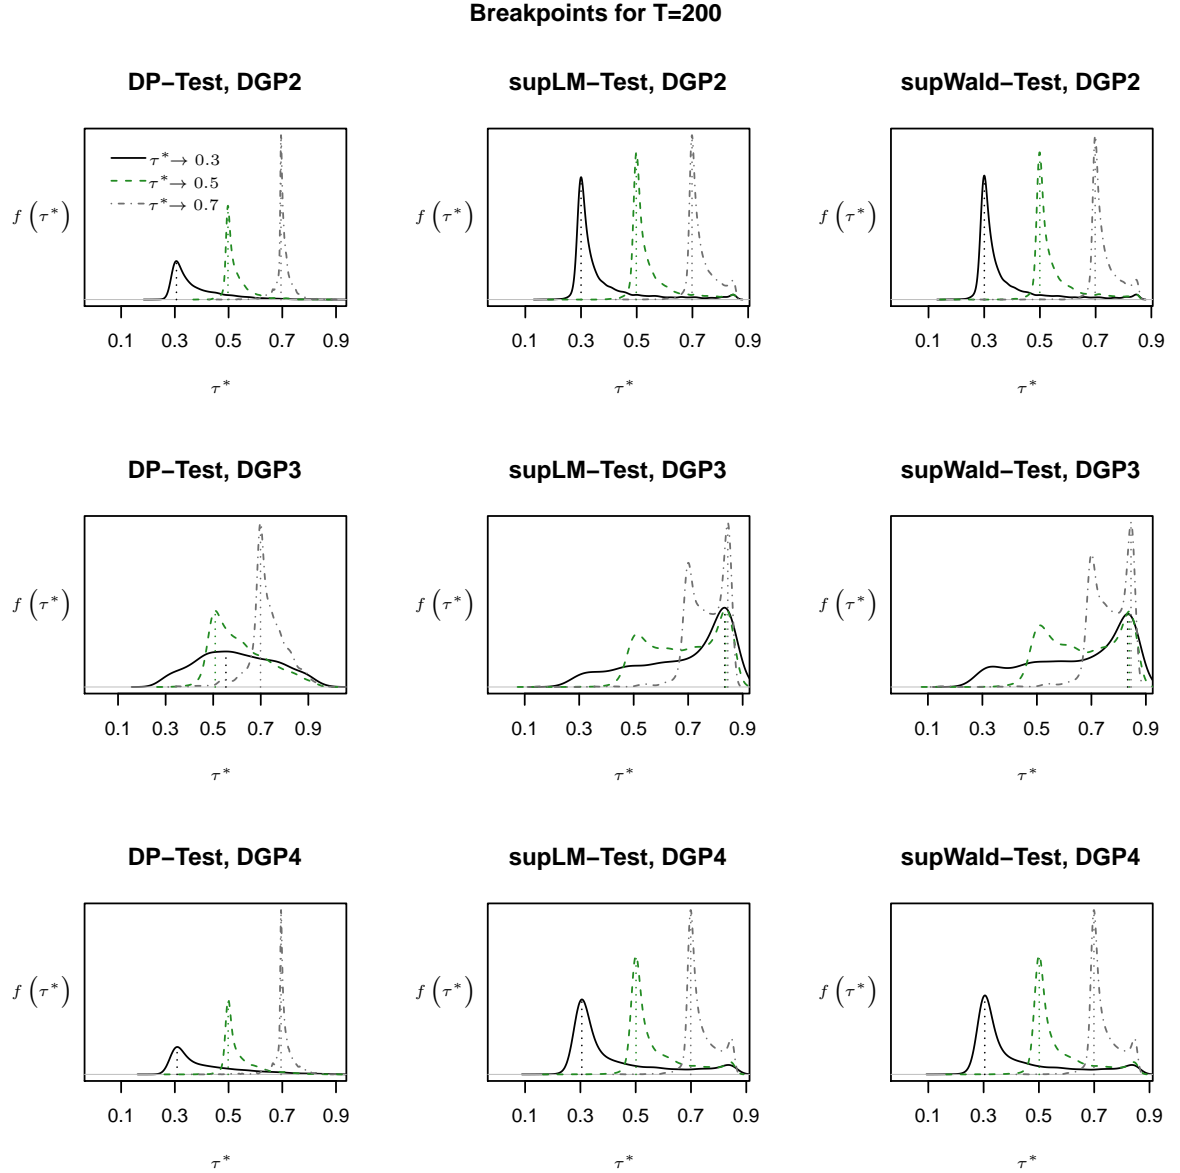 Breakpoints for T=200
DP−Test, DGP2
supLM−Test, DGP2
supWald−Test, DGP2
τ*→ 0.3
τ*→ 0.5
τ*→ 0.7
f (τ*)
f (τ*)
f (τ*)
0.1 0.3 0.5 0.7 0.9
0.1 0.3 0.5 0.7 0.9
0.1 0.3 0.5 0.7 0.9
τ*
τ*
τ*
DP−Test, DGP3
supLM−Test, DGP3
supWald−Test, DGP3
f (τ*)
f (τ*)
f (τ*)
0.1 0.3 0.5 0.7 0.9
0.1 0.3 0.5 0.7 0.9
0.1 0.3 0.5 0.7 0.9
τ*
τ*
τ*
DP−Test, DGP4
supLM−Test, DGP4
supWald−Test, DGP4
f (τ*)
f (τ*)
f (τ*)
0.1 0.3 0.5 0.7 0.9
0.1 0.3 0.5 0.7 0.9
0.1 0.3 0.5 0.7 0.9
τ*
τ*
τ*